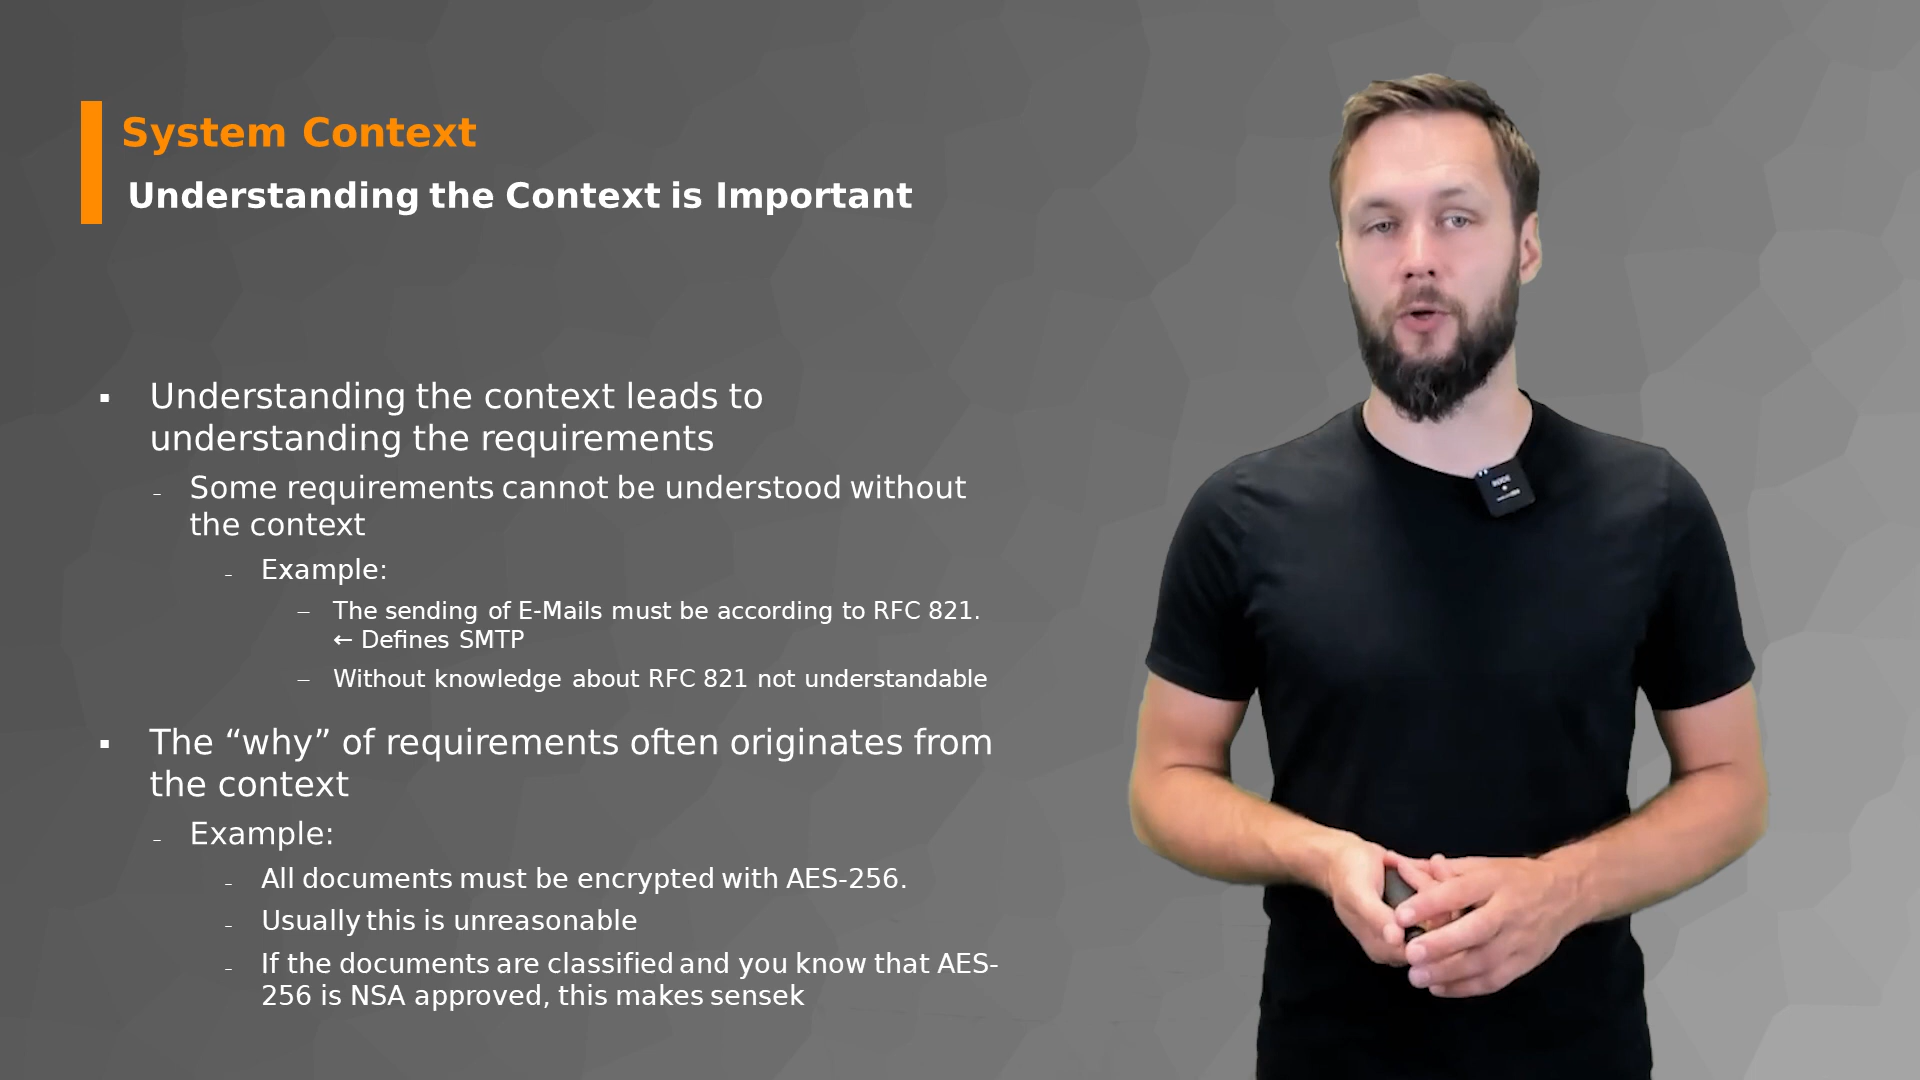 System Context
Understanding the Context is Important
▪ Understanding the context leads to
understanding the requirements
– Some requirements cannot be understood without
the context
– Example:
– The sending of E-Mails must be according to RFC 821.
← Defines SMTP
– Without knowledge about RFC 821 not understandable
▪ The “why” of requirements often originates from
the context
– Example:
– All documents must be encrypted with AES-256.
– Usually this is unreasonable
– If the documents are classified and you know that AES-
256 is NSA approved, this makes sensek